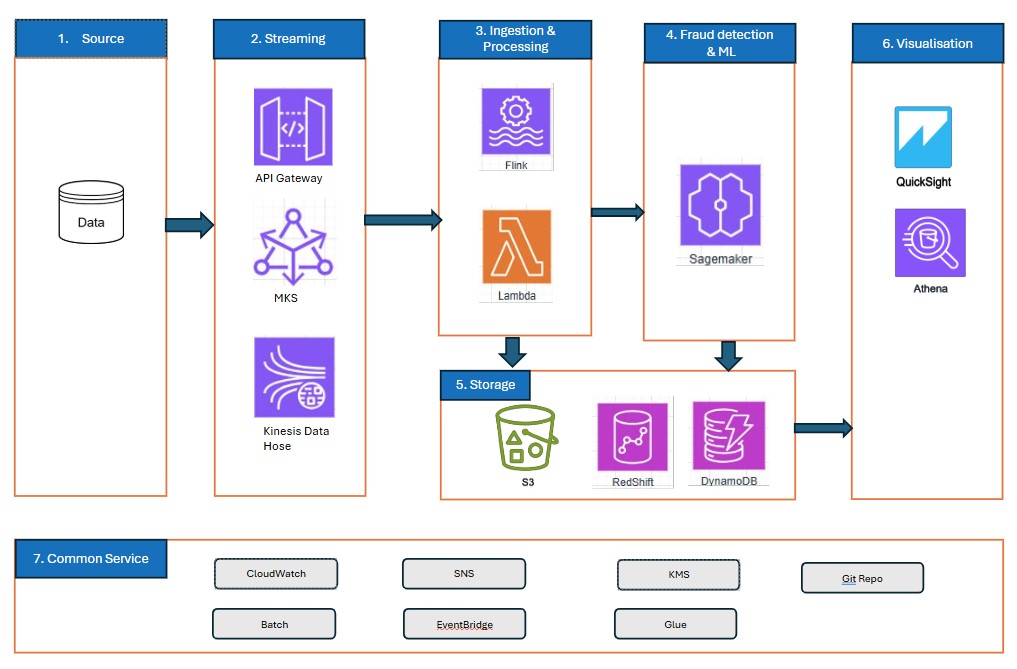 1. Source
2. Streaming
3. Ingestion &
Processing
4. Fraud detection
& ML
6. Visualisation
Data
API Gateway
MKS
Kinesis Data
Hose
Flink
Lambda
Sagemaker
QuickSight
Athena
5. Storage
S3
RedShift
DynamoDB
7. Common Service
CloudWatch
SNS
KMS
Git Repo
Batch
EventBridge
Glue